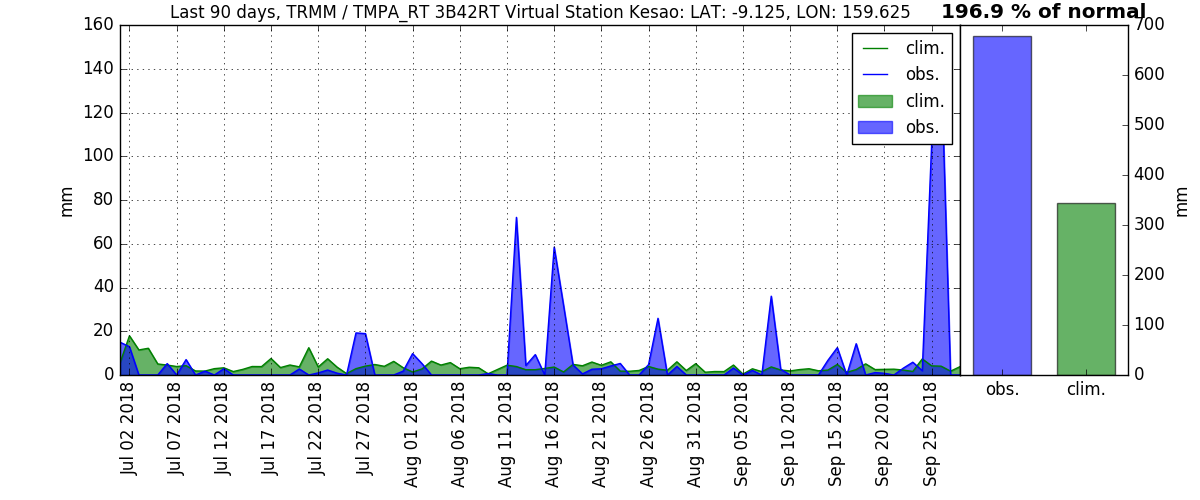 Last 90 days, TRMM / TMPA_RT 3B42RT Virtual Station Kesao: LAT: -9.125, LON: 159.625
196.9 % of normal
160
140
120
100
80
60
40
20
0
mm
clim.
obs.
clim.
obs.
700
600
500
400
300
200
100
0
mm
Jul 02 2018
Jul 07 2018
Jul 12 2018
Jul 17 2018
Jul 22 2018
Jul 27 2018
Aug 01 2018
Aug 06 2018
Aug 11 2018
Aug 16 2018
Aug 21 2018
Aug 26 2018
Aug 31 2018
Sep 05 2018
Sep 10 2018
Sep 15 2018
Sep 20 2018
Sep 25 2018
obs.
clim.